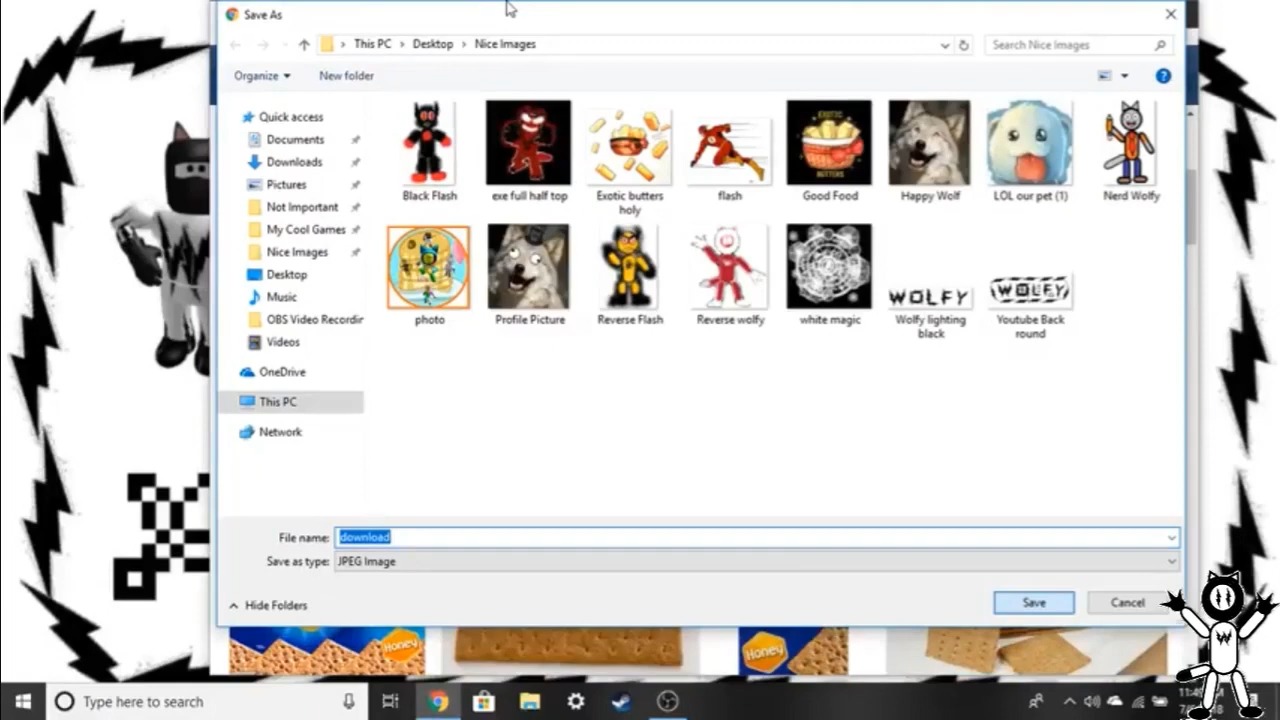 Save As
This PC > Desktop > Nice Images
Search Nice Images
Organize
New folder
Quick access
Documents
Downloads
Pictures
Not Important
My Cool Games
Nice Images
Desktop
Music
OBS Video Recordin
Videos
OneDrive
This PC
Network
Black Flash
exe full half top
Exotic butters
holy
flash
EXOTIC
BUTTERS
Good Food
Happy Wolf
LOL our pet (1)
Nerd Wolfy
photo
Profile Picture
Reverse Flash
Reverse wolfy
white magic
WOLFY
Wolfy lighting
black
WOLFY
Youtube Back
round
File name: download
Save as type: JPEG Image
Hide Folders
Save
Cancel
Honey
Honey
W
Type here to search